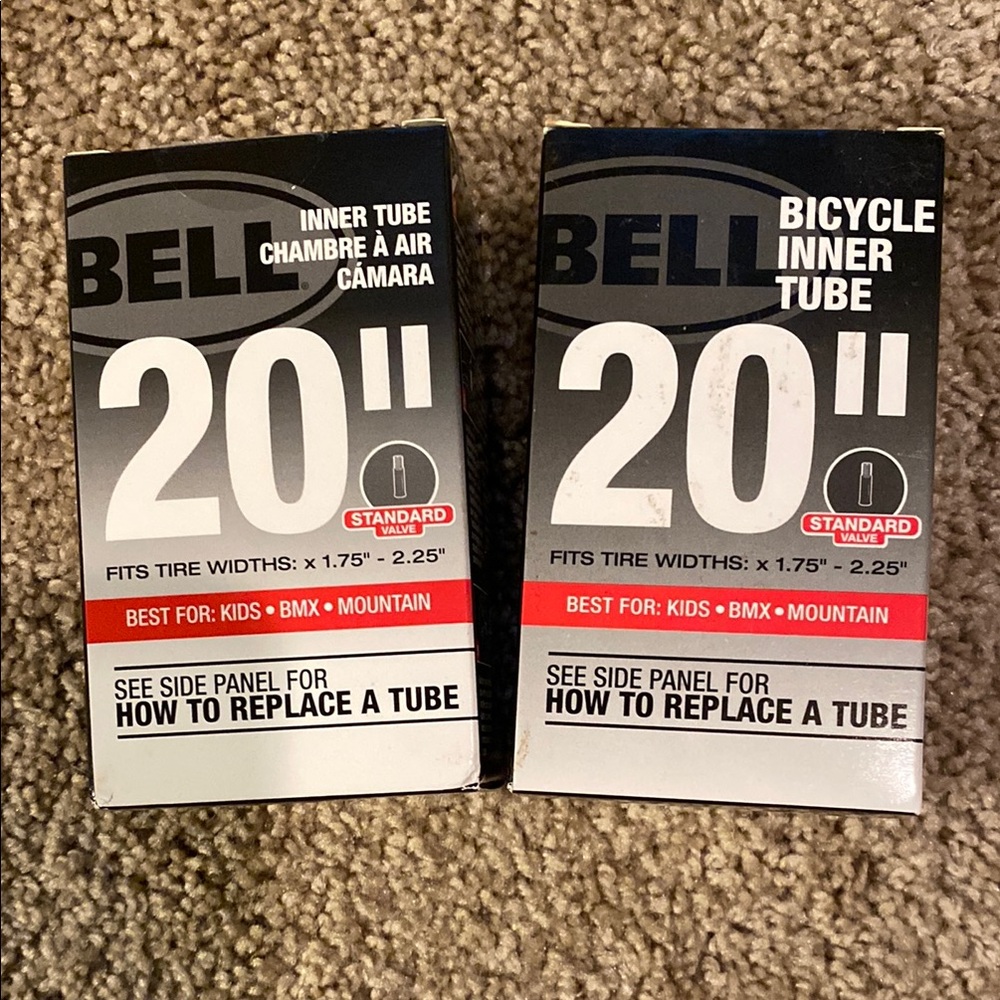 BELL
INNER TUBE
CHAMBRE À AIR
CÁMARA
20"
STANDARD
VALVE
FITS TIRE WIDTHS: x 1.75" - 2.25"
BEST FOR: KIDS • BMX • MOUNTAIN
SEE SIDE PANEL FOR
HOW TO REPLACE A TUBE
BELL
BICYCLE
INNER
TUBE
20"
STANDARD
VALVE
FITS TIRE WIDTHS: x 1.75" - 2.25"
BEST FOR: KIDS • BMX • MOUNTAIN
SEE SIDE PANEL FOR
HOW TO REPLACE A TUBE